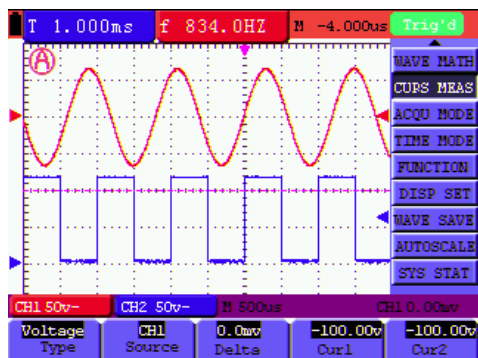 T 1.000ms f 834.0HZ M -4.000us Trig'd
A
WAVE MATH
CUPS MEAS
ACQU MODE
TIME MODE
FUNCTION
DISP SET
WAVE SAVE
AUTOSCALE
SYS STAT
CH1 50v~ CH2 50v~ M 500us CH1 0.00mv
Voltage CH1 0.0mv -100.00v -100.00v
Type Source Delta Cur1 Cur2